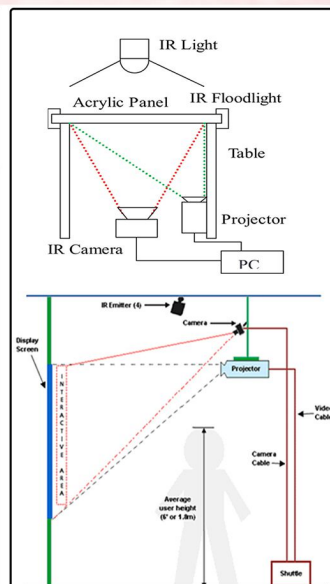 IR Light
Acrylic Panel
IR Floodlight
Table
Projector
IR Camera
PC
IR Emitter (4)
Camera
Display
Screen
Projector
INTERACTIVE AREA
Video
Cable
Camera
Cable
Average
user height
(6' or 1.8m)
Shuttle